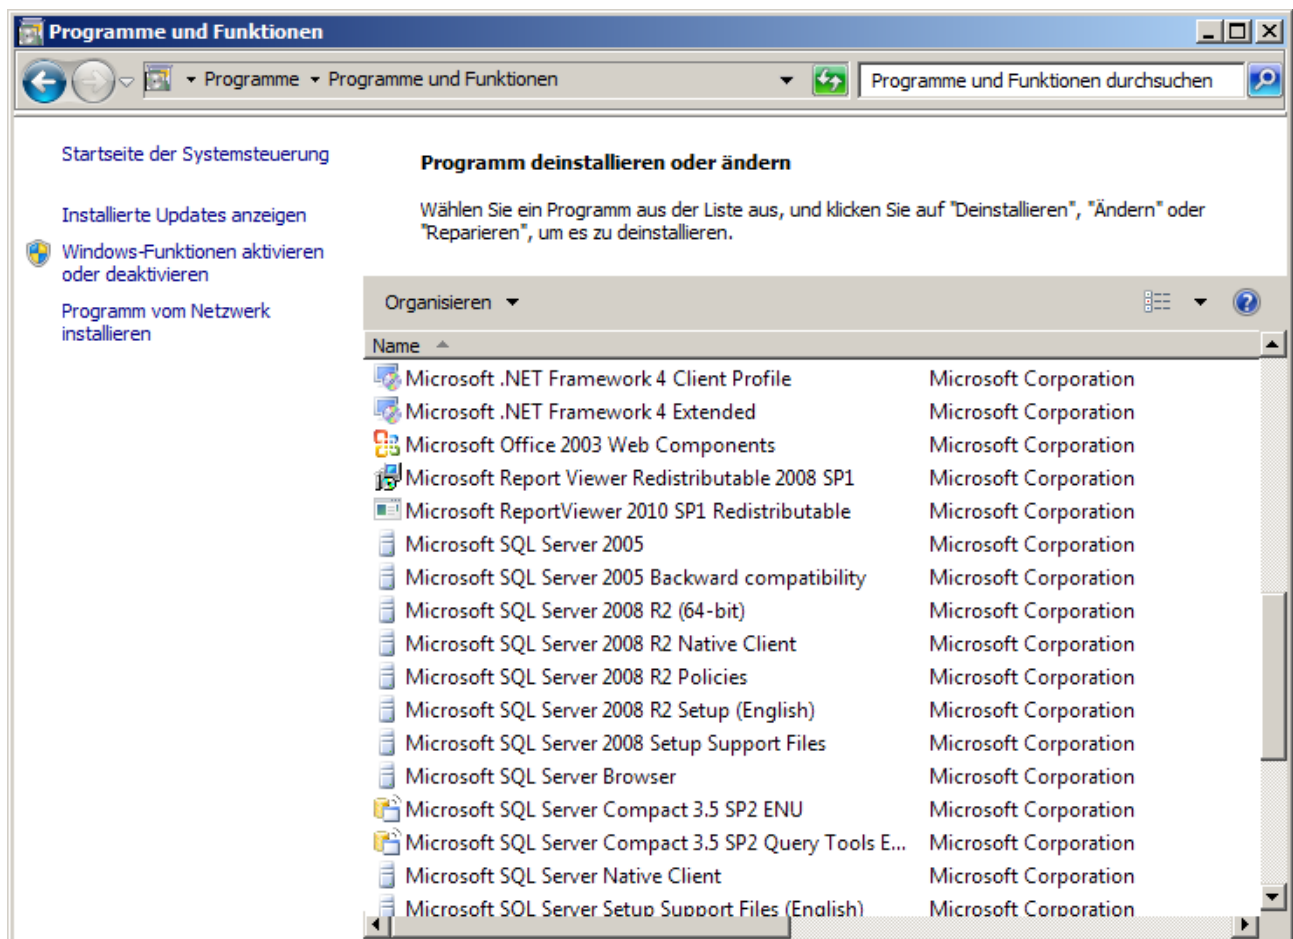 Programme und Funktionen
Programme Programme und Funktionen Programme und Funktionen durchsuchen
Startseite der Systemsteuerung
Installierte Updates anzeigen
Windows-Funktionen aktivieren
oder deaktivieren
Programm vom Netzwerk
installieren
Programm deinstallieren oder ändern
Wählen Sie ein Programm aus der Liste aus, und klicken Sie auf "Deinstallieren", "Ändern" oder
"Reparieren", um es zu deinstallieren.
Organisieren
Name
Microsoft .NET Framework 4 Client Profile Microsoft Corporation
Microsoft .NET Framework 4 Extended Microsoft Corporation
Microsoft Office 2003 Web Components Microsoft Corporation
Microsoft Report Viewer Redistributable 2008 SP1 Microsoft Corporation
Microsoft ReportViewer 2010 SP1 Redistributable Microsoft Corporation
Microsoft SQL Server 2005 Microsoft Corporation
Microsoft SQL Server 2005 Backward compatibility Microsoft Corporation
Microsoft SQL Server 2008 R2 (64-bit) Microsoft Corporation
Microsoft SQL Server 2008 R2 Native Client Microsoft Corporation
Microsoft SQL Server 2008 R2 Policies Microsoft Corporation
Microsoft SQL Server 2008 R2 Setup (English) Microsoft Corporation
Microsoft SQL Server 2008 Setup Support Files Microsoft Corporation
Microsoft SQL Server Browser Microsoft Corporation
Microsoft SQL Server Compact 3.5 SP2 ENU Microsoft Corporation
Microsoft SQL Server Compact 3.5 SP2 Query Tools E... Microsoft Corporation
Microsoft SQL Server Native Client Microsoft Corporation
Microsoft SQL Server Setup Support Files (English) Microsoft Corporation